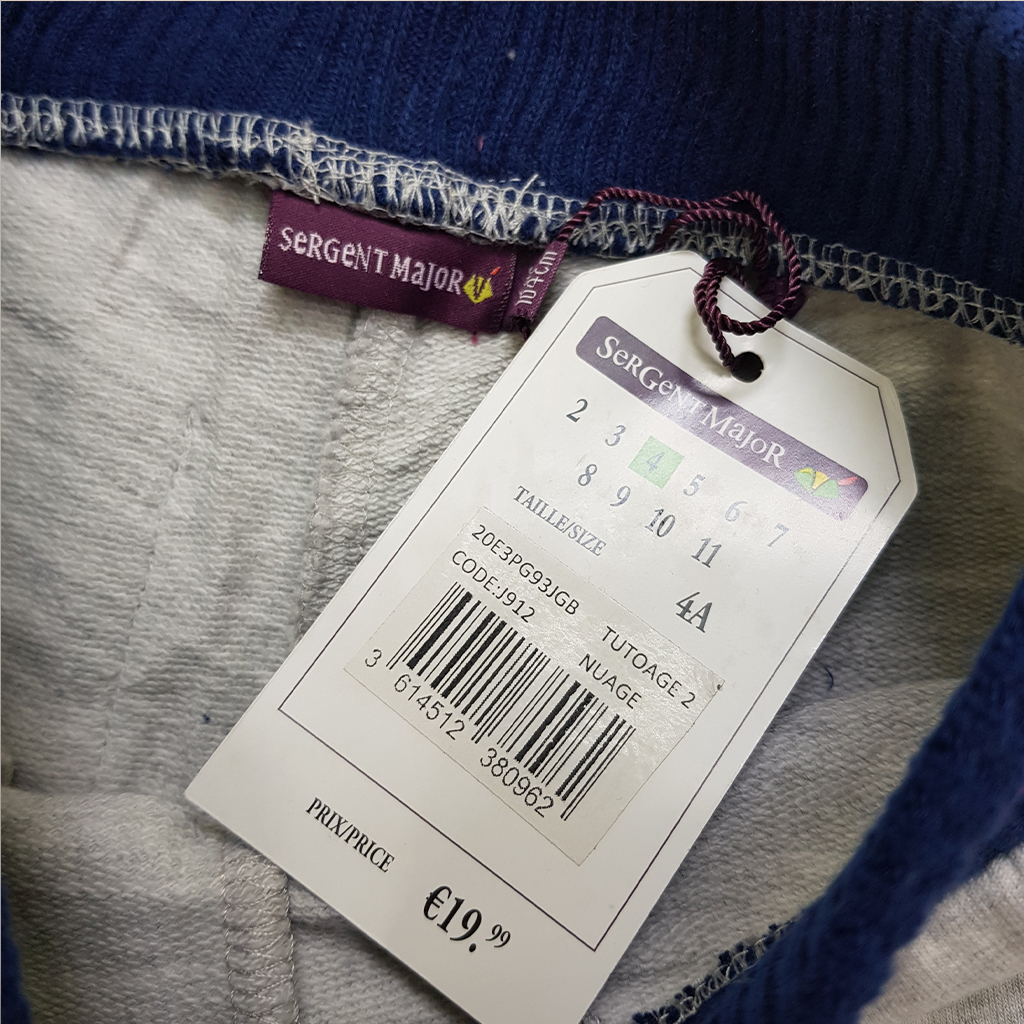 SeRGeNT MaJoR
SeRGeNT MaJoR
2 3 4 5 6 7
8 9 10 11
TAILLE/SIZE
4A
20E3PG93JGB TUTOAGE 2
CODE:J912 NUAGE
3 614512 380962
PRIX/PRICE
€19.99